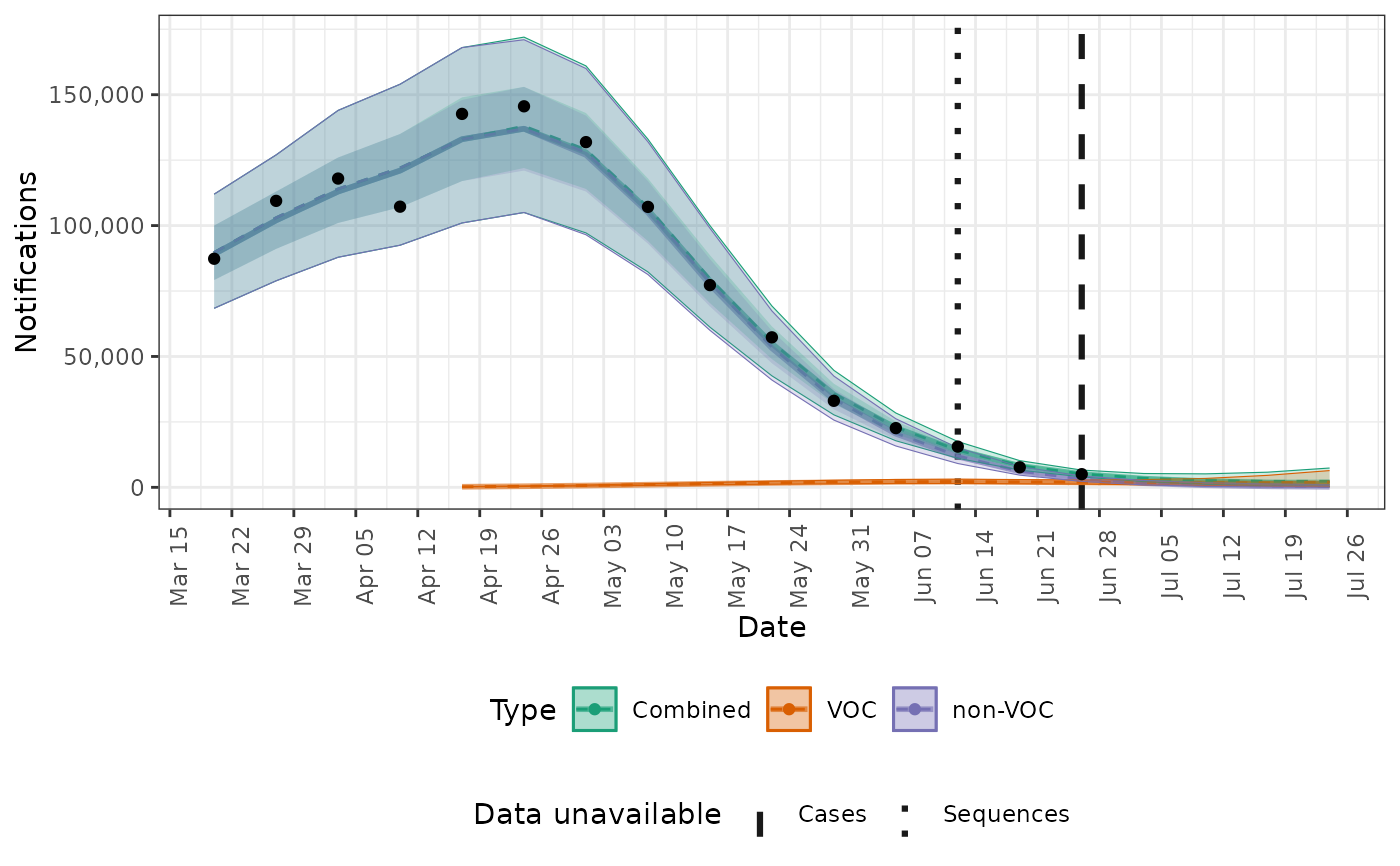 Notifications
150,000
100,000
50,000
0
Mar 15
Mar 22
Mar 29
Apr 05
Apr 12
Apr 19
Apr 26
May 03
May 10
May 17
May 24
May 31
Jun 07
Jun 14
Jun 21
Jun 28
Jul 05
Jul 12
Jul 19
Jul 26
Date
Type Combined VOC non-VOC
Data unavailable Cases Sequences